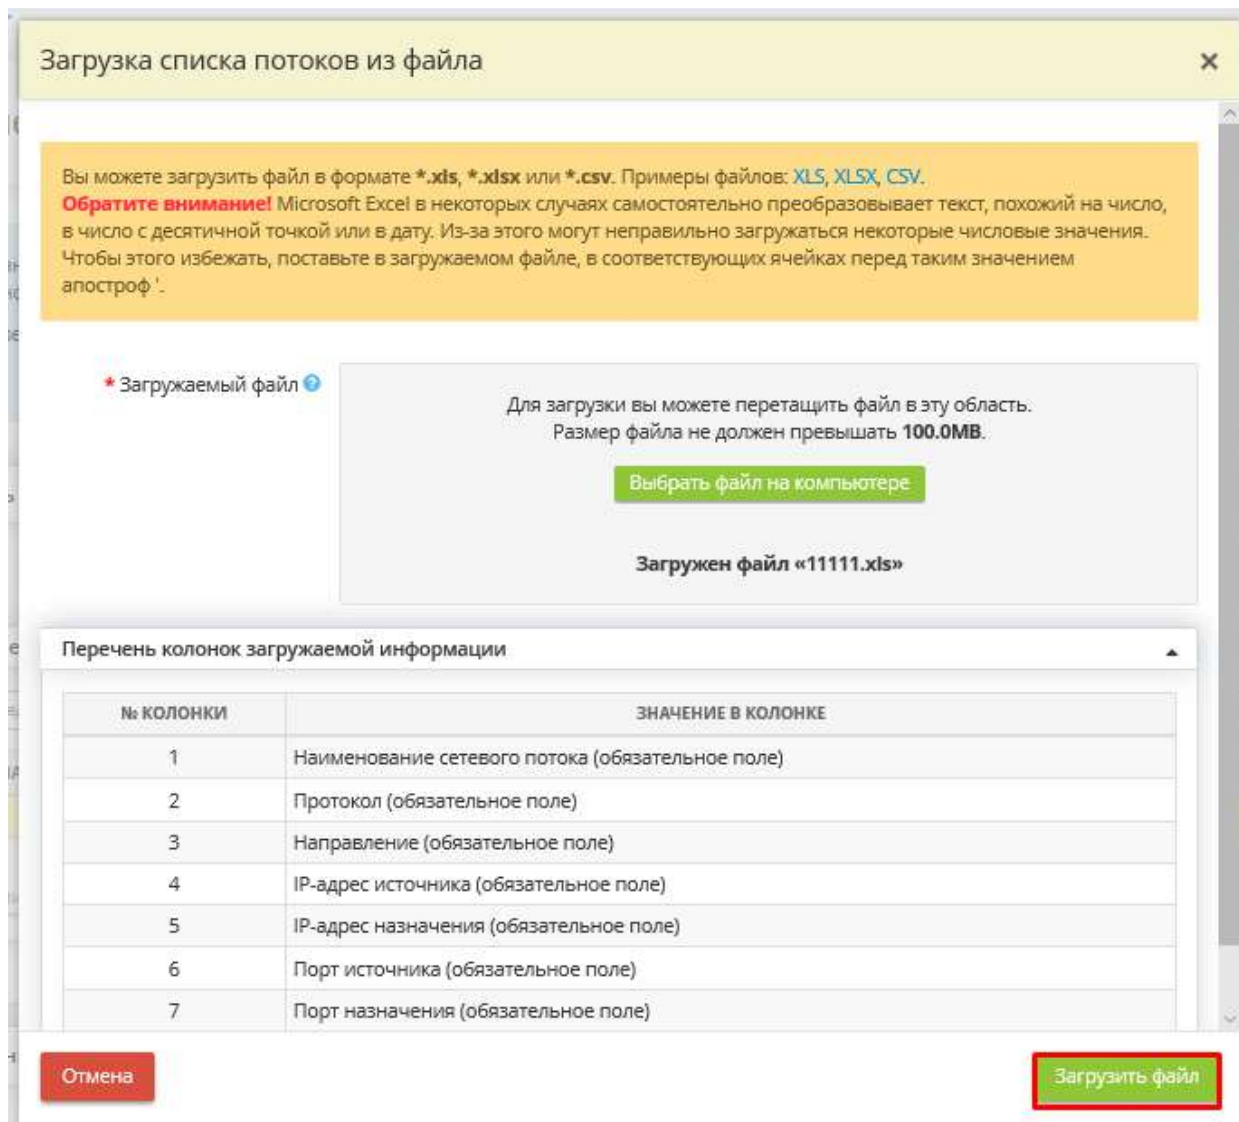 Загрузка списка потоков из файла
Вы можете загрузить файл в формате *.xls, *.xlsx или *.csv. Примеры файлов: XLS, XLSX, CSV.
Обратите внимание! Microsoft Excel в некоторых случаях самостоятельно преобразовывает текст, похожий на число,
в число с десятичной точкой или в дату. Из-за этого могут неправильно загружаться некоторые числовые значения.
Чтобы этого избежать, поставьте в загружаемом файле, в соответствующих ячейках перед таким значением
апостроф '.
* Загружаемый файл
Для загрузки вы можете перетащить файл в эту область.
Размер файла не должен превышать 100.0MB.
Выбрать файл на компьютере
Загружен файл «11111.xls»
Перечень колонок загружаемой информации
№ КОЛОНКИ ЗНАЧЕНИЕ В КОЛОНКЕ
1 Наименование сетевого потока (обязательное поле)
2 Протокол (обязательное поле)
3 Направление (обязательное поле)
4 IP-адрес источника (обязательное поле)
5 IP-адрес назначения (обязательное поле)
6 Порт источника (обязательное поле)
7 Порт назначения (обязательное поле)
Отмена Загрузить файл